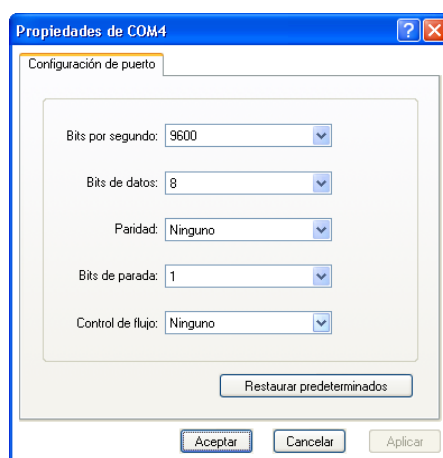 Propiedades de COM4
Configuración de puerto
Bits por segundo: 9600
Bits de datos: 8
Paridad: Ninguno
Bits de parada: 1
Control de flujo: Ninguno
Restaurar predeterminados
Aceptar Cancelar Aplicar